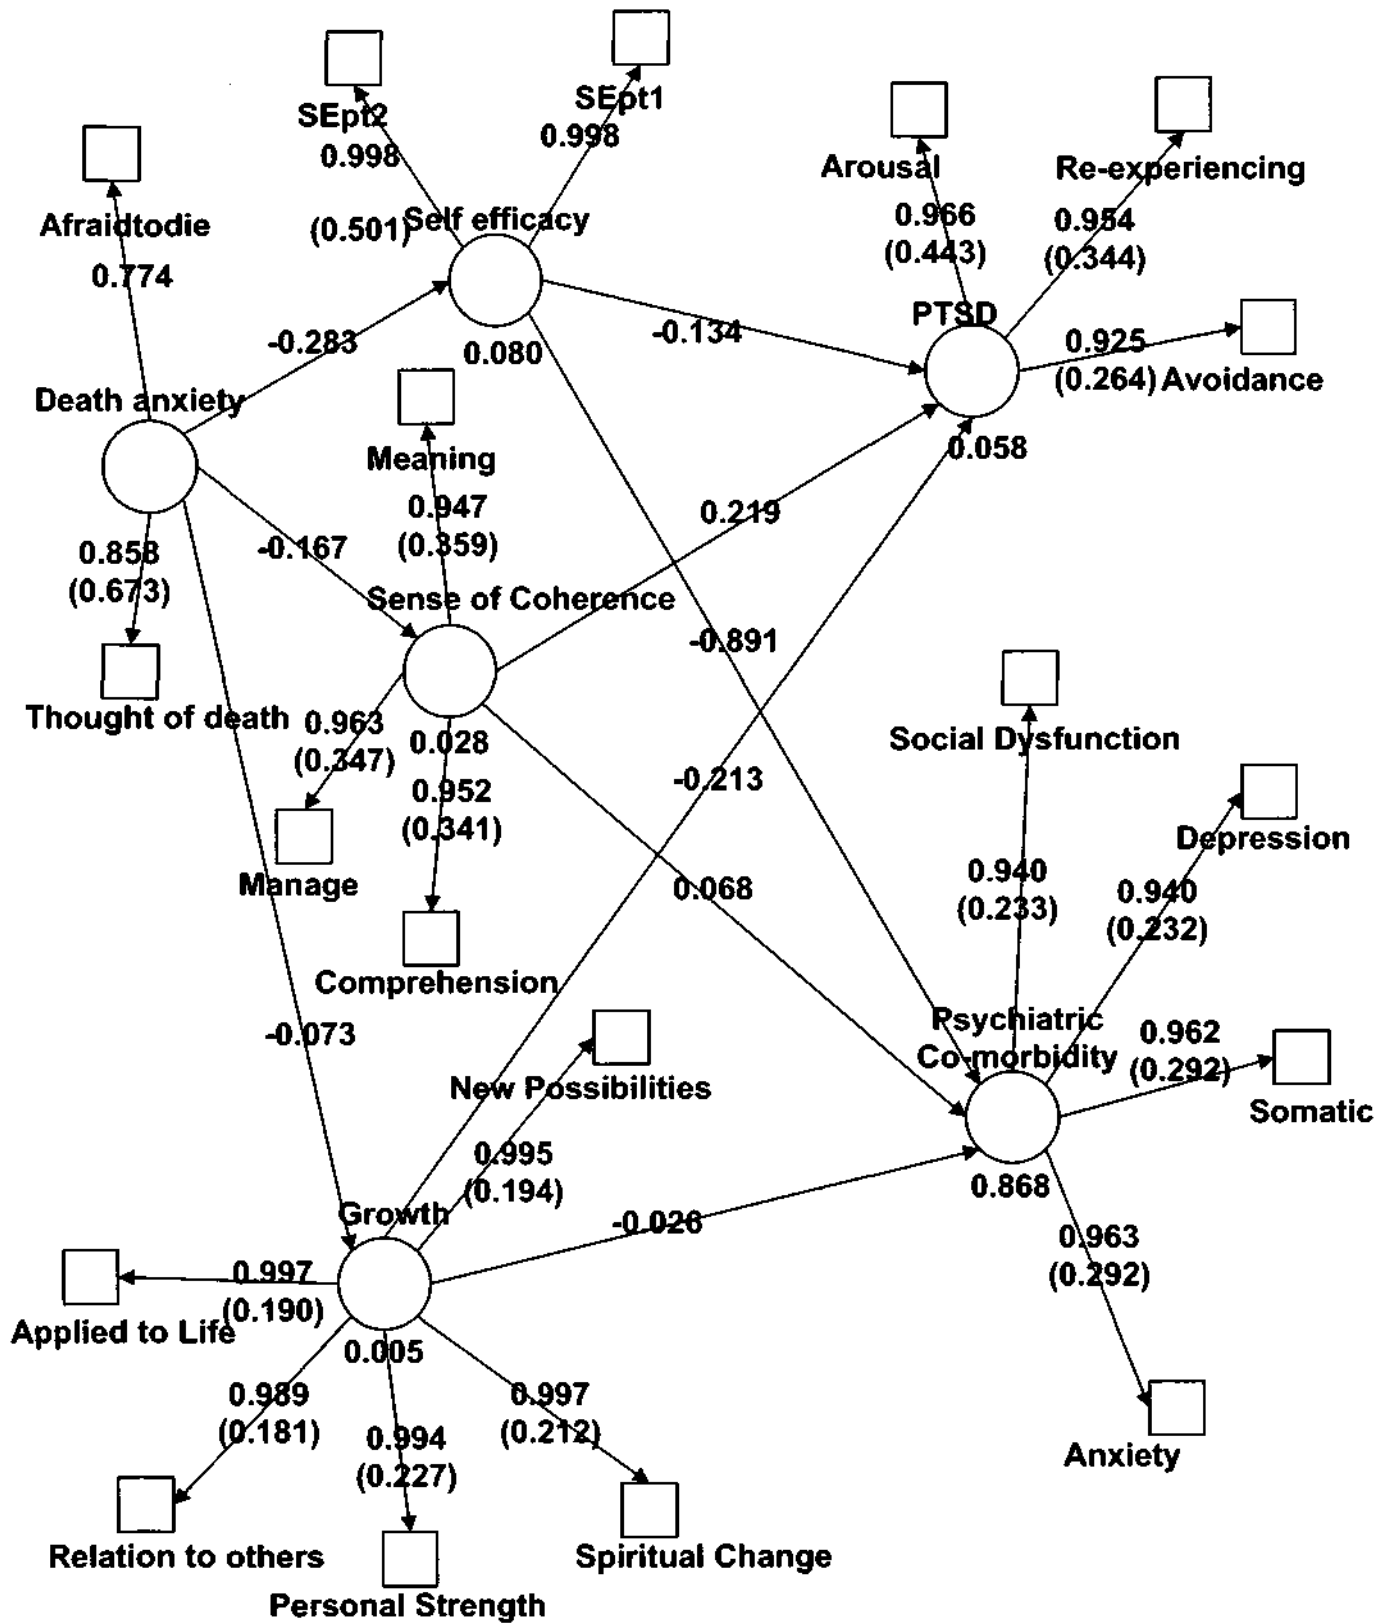 SEpt2
0.998
(0.501)
SEpt1
0.998
Afraidtodie
0.774
Self efficacy
0.080
Arousal
0.966
(0.443)
Re-experiencing
0.954
(0.344)
PTSD
0.058
0.925
(0.264)
Avoidance
-0.283
-0.134
Death anxiety
0.858
(0.673)
Thought of death
Meaning
0.947
(0.359)
-0.167
0.219
Sense of Coherence
0.028
0.963
(0.347)
Manage
0.952
(0.341)
Comprehension
-0.891
-0.213
0.068
-0.073
Social Dysfunction
0.940
(0.233)
Depression
0.940
(0.232)
Psychiatric
Co-morbidity
0.868
0.962
(0.292)
Somatic
0.963
(0.292)
Anxiety
New Possibilities
0.995
(0.194)
Growth
0.005
-0.026
0.997
(0.190)
Applied to Life
0.989
(0.181)
Relation to others
0.994
(0.227)
Personal Strength
0.997
(0.212)
Spiritual Change